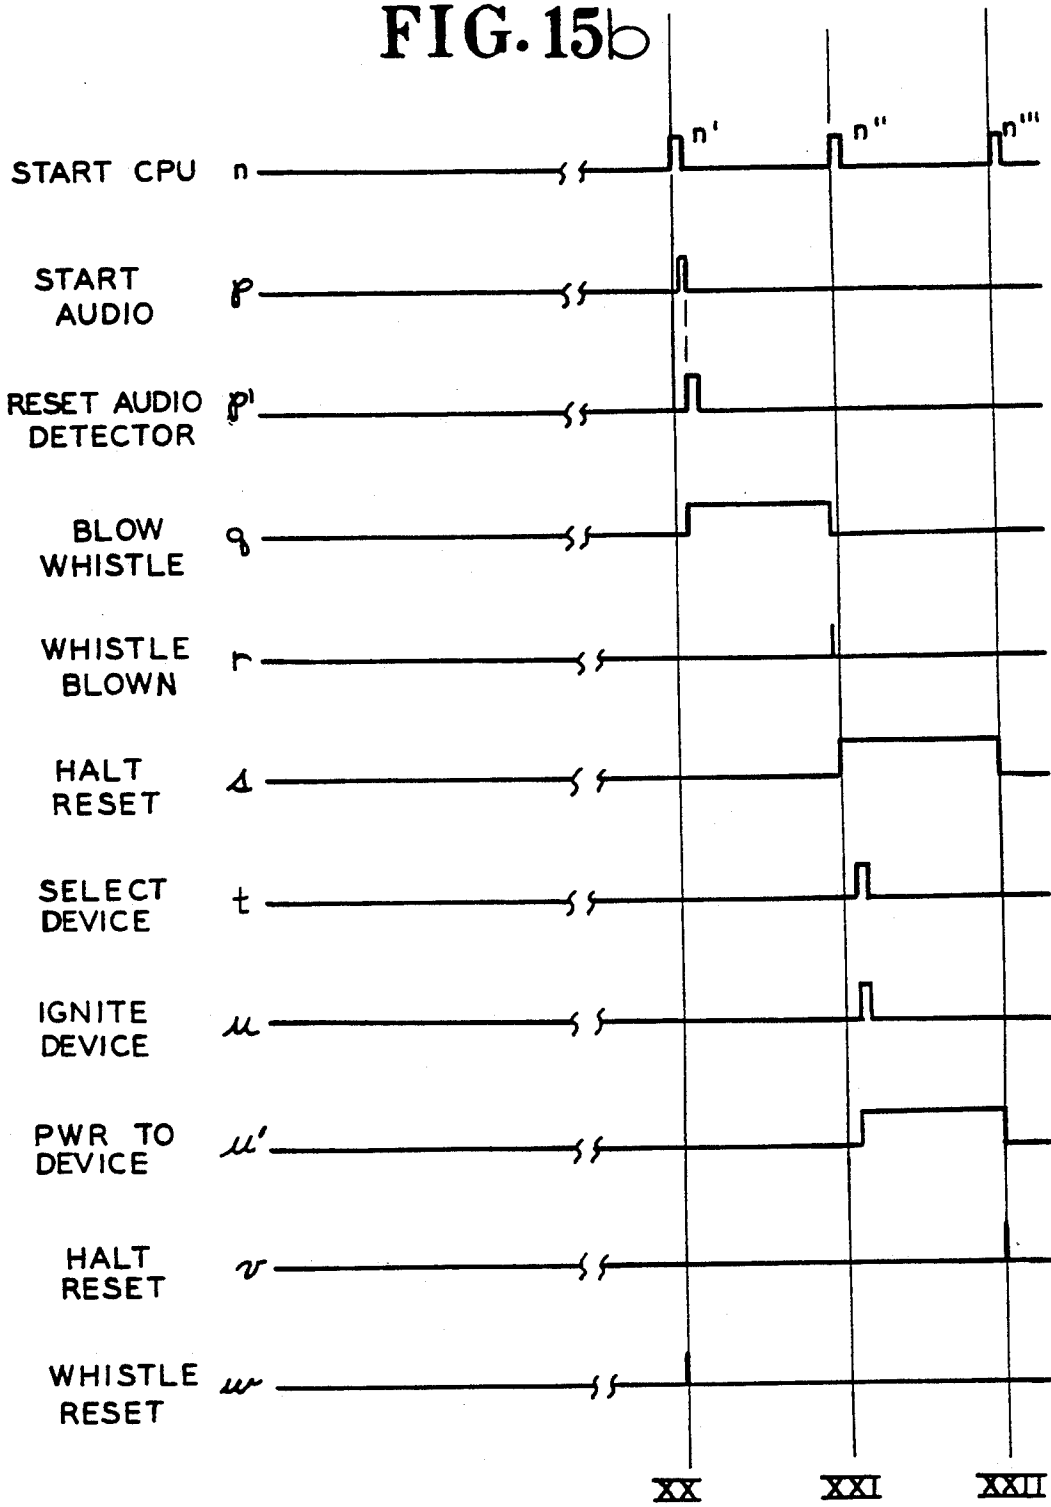 FIG. 15b
n' n'' n'''
START CPU n
START AUDIO p
RESET AUDIO DETECTOR p'
BLOW WHISTLE q
WHISTLE BLOWN r
HALT RESET s
SELECT DEVICE t
IGNITE DEVICE u
PWR TO DEVICE u'
HALT RESET v
WHISTLE RESET w
XX XXI XXII